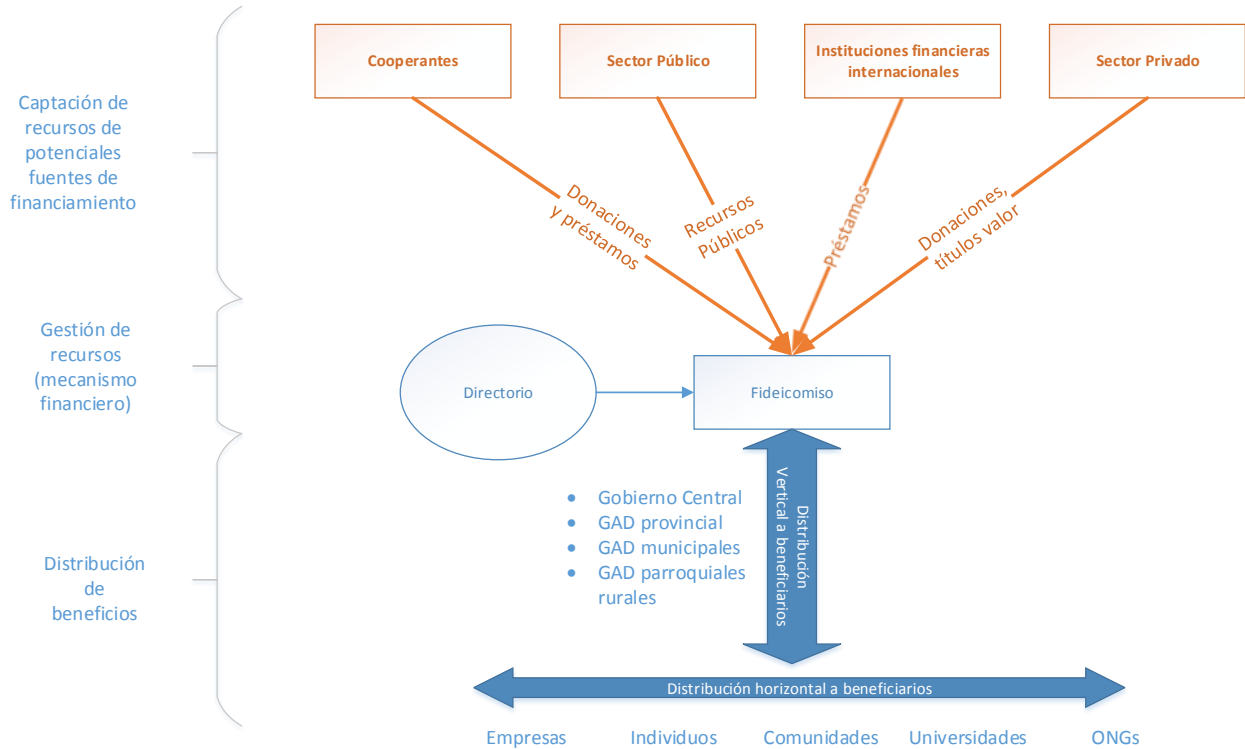 Cooperantes
Sector Público
Instituciones financieras
internacionales
Sector Privado
Captación de
recursos de
potenciales
fuentes de
financiamiento
Donaciones
y préstamos
Recursos
Públicos
Préstamos
Donaciones,
títulos valor
Gestión de
recursos
(mecanismo
financiero)
Directorio
Fideicomiso
Distribución
de
beneficios
• Gobierno Central
• GAD provincial
• GAD municipales
• GAD parroquiales
rurales
Distribución
Vertical a beneficiarios
Distribución horizontal a beneficiarios
Empresas
Individuos
Comunidades
Universidades
ONGs